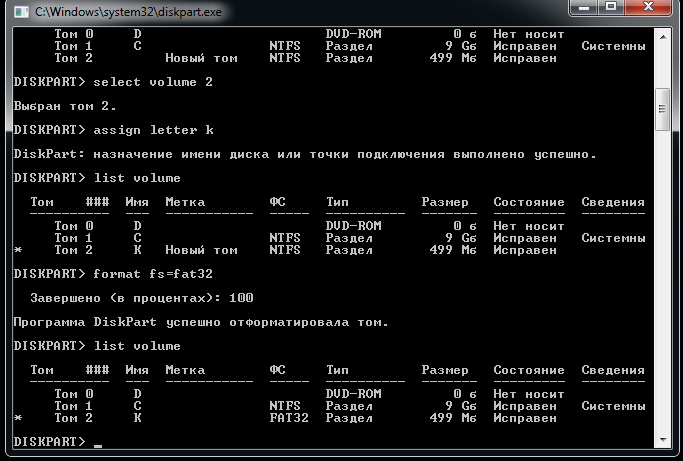 C:\Windows\system32\diskpart.exe
Том 0 D DVD-ROM 0 б Нет носит
Том 1 C NTFS Раздел 9 Gб Исправен Системны
Том 2 Новый том NTFS Раздел 499 Мб Исправен
DISKPART> select volume 2
Выбран том 2.
DISKPART> assign letter k
DiskPart: назначение имени диска или точки подключения выполнено успешно.
DISKPART> list volume
Том ### Имя Метка ФС Тип Размер Состояние Сведения
---------- --- ----------- ----- ---------- ------- --------- --------
Том 0 D DVD-ROM 0 б Нет носит
Том 1 C NTFS Раздел 9 Gб Исправен Системны
* Том 2 K Новый том NTFS Раздел 499 Мб Исправен
DISKPART> format fs=fat32
Завершено (в процентах): 100
Программа DiskPart успешно отформатировала том.
DISKPART> list volume
Том ### Имя Метка ФС Тип Размер Состояние Сведения
---------- --- ----------- ----- ---------- ------- --------- --------
Том 0 D DVD-ROM 0 б Нет носит
Том 1 C NTFS Раздел 9 Gб Исправен Системны
* Том 2 K FAT32 Раздел 499 Мб Исправен
DISKPART> _